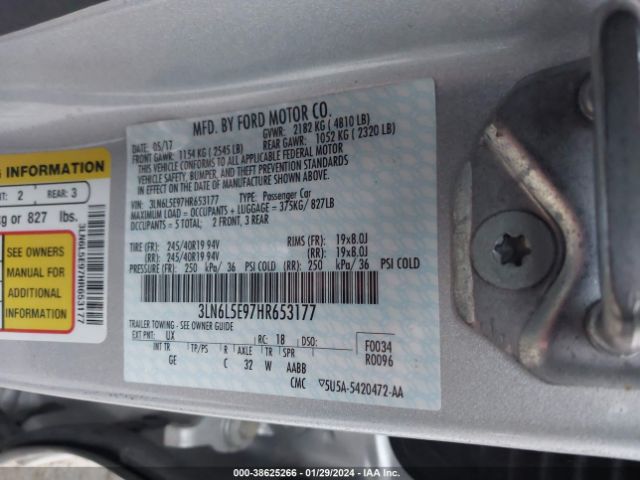 G INFORMATION
T: 2 REAR: 3
g or 827 lbs.
SEE OWNERS
MANUAL FOR
ADDITIONAL
INFORMATION
3LN6L5E97HR653177
MFD. BY FORD MOTOR CO.
DATE: 05/17 GVWR: 2182 KG ( 4810 LB)
FRONT GAWR: 1154 KG ( 2545 LB) REAR GAWR: 1052 KG ( 2320 LB)
THIS VEHICLE CONFORMS TO ALL APPLICABLE FEDERAL MOTOR
VEHICLE SAFETY, BUMPER, AND THEFT PREVENTION STANDARDS
IN EFFECT ON THE DATE OF MANUFACTURE SHOWN ABOVE.
VIN: 3LN6L5E97HR653177 TYPE: Passenger Car
MAXIMUM LOAD = OCCUPANTS + LUGGAGE = 375KG/ 827LB
OCCUPANTS = 5 TOTAL; 2 FRONT, 3 REAR
TIRE (FR): 245/40R19 94V RIMS (FR): 19x8.0J
(RR): 245/40R19 94V (RR): 19x8.0J
PRESSURE (FR): 250 kPa/ 36 PSI COLD (RR): 250 kPa/ 36 PSI COLD
3LN6L5E97HR653177
TRAILER TOWING - SEE OWNER GUIDE
EXT PNT: UX RC: 18 DSO: F0034
INT TR TP/PS R AXLE TR SPR R0096
GE C 32 W AABB
CMC ▽5U5A-5420472-AA
000-38625266 - 01/29/2024 - IAA Inc.